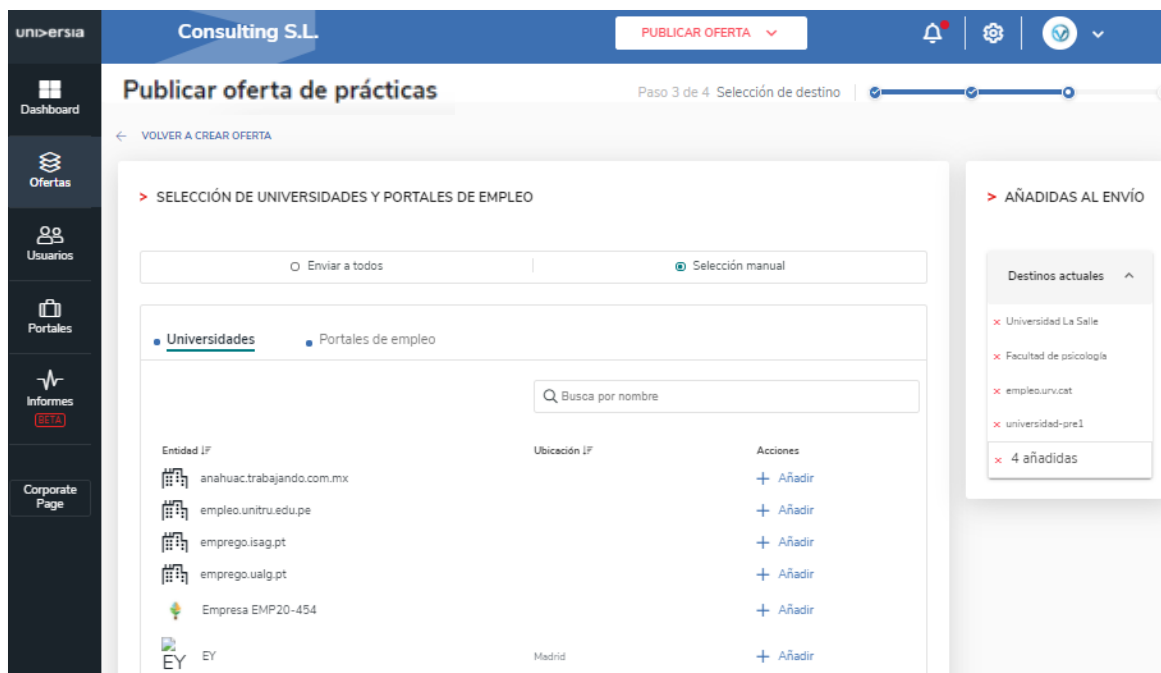 universia
Consulting S.L.
PUBLICAR OFERTA
Dashboard
Ofertas
Usuarios
Portales
Informes
BETA
Corporate
Page
Publicar oferta de prácticas
Paso 3 de 4 Selección de destino
VOLVER A CREAR OFERTA
> SELECCIÓN DE UNIVERSIDADES Y PORTALES DE EMPLEO
Enviar a todos
Selección manual
Universidades
Portales de empleo
Busca por nombre
Entidad Ubicación Acciones
anahuac.trabajando.com.mx + Añadir
empleo.unitru.edu.pe + Añadir
emprego.isag.pt + Añadir
emprego.ualg.pt + Añadir
Empresa EMP20-454 + Añadir
EY EY Madrid + Añadir
> AÑADIDAS AL ENVÍO
Destinos actuales
× Universidad La Salle
× Facultad de psicología
× empleo.urv.cat
× universidad-pre1
× 4 añadidas